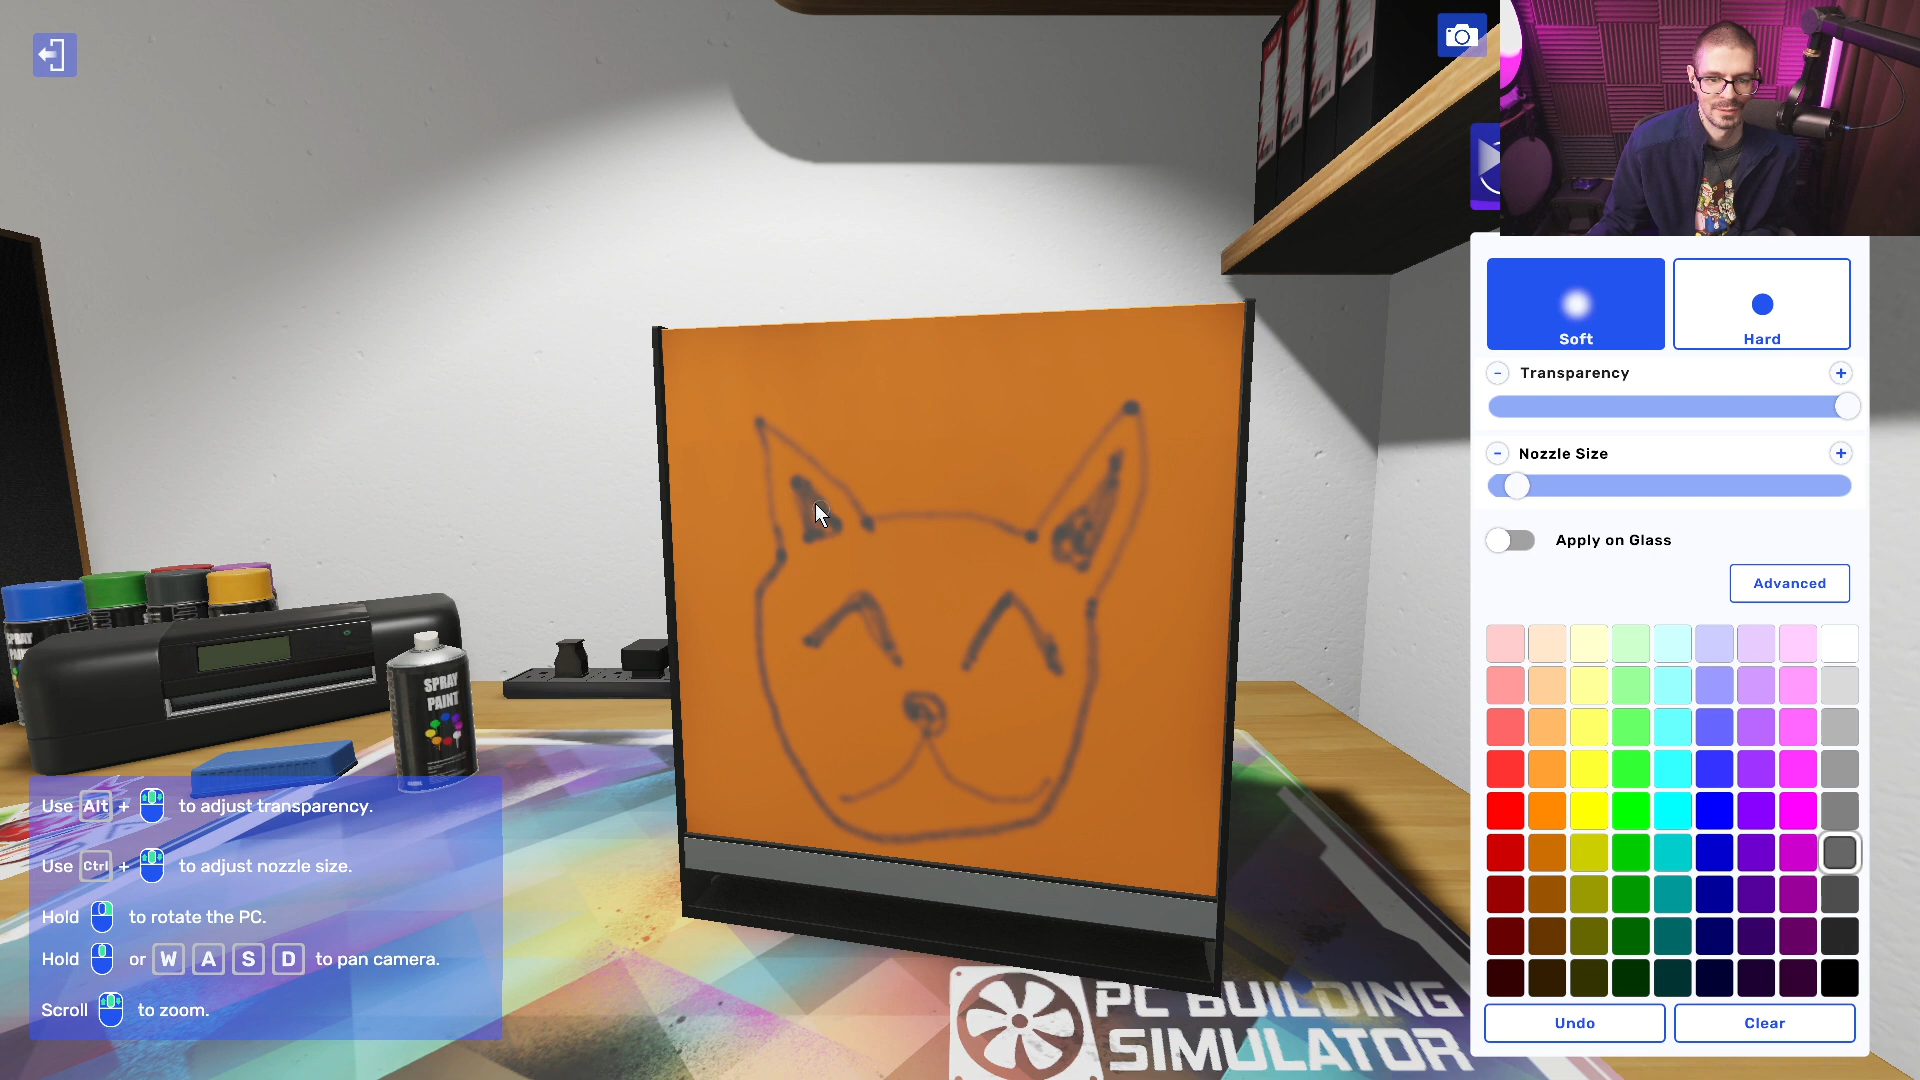 Soft
Hard
Transparency
Nozzle Size
Apply on Glass
Advanced
SPRAY
PAINT
SPRAY
Use Alt + to adjust transparency.
Use Ctrl + to adjust nozzle size.
Hold to rotate the PC.
Hold or W A S D to pan camera.
Scroll to zoom.
PC BUILDING
SIMULATOR
Undo
Clear